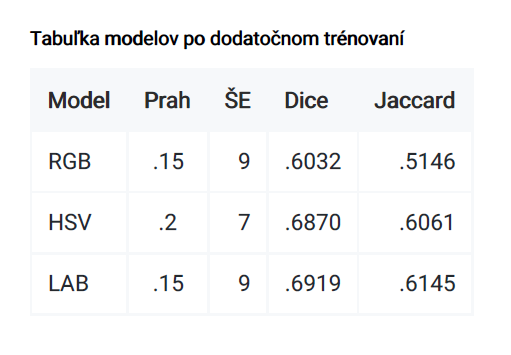 Tabuľka modelov po dodatočnom trénovaní
Model Prah ŠE Dice Jaccard
RGB .15 9 .6032 .5146
HSV .2 7 .6870 .6061
LAB .15 9 .6919 .6145